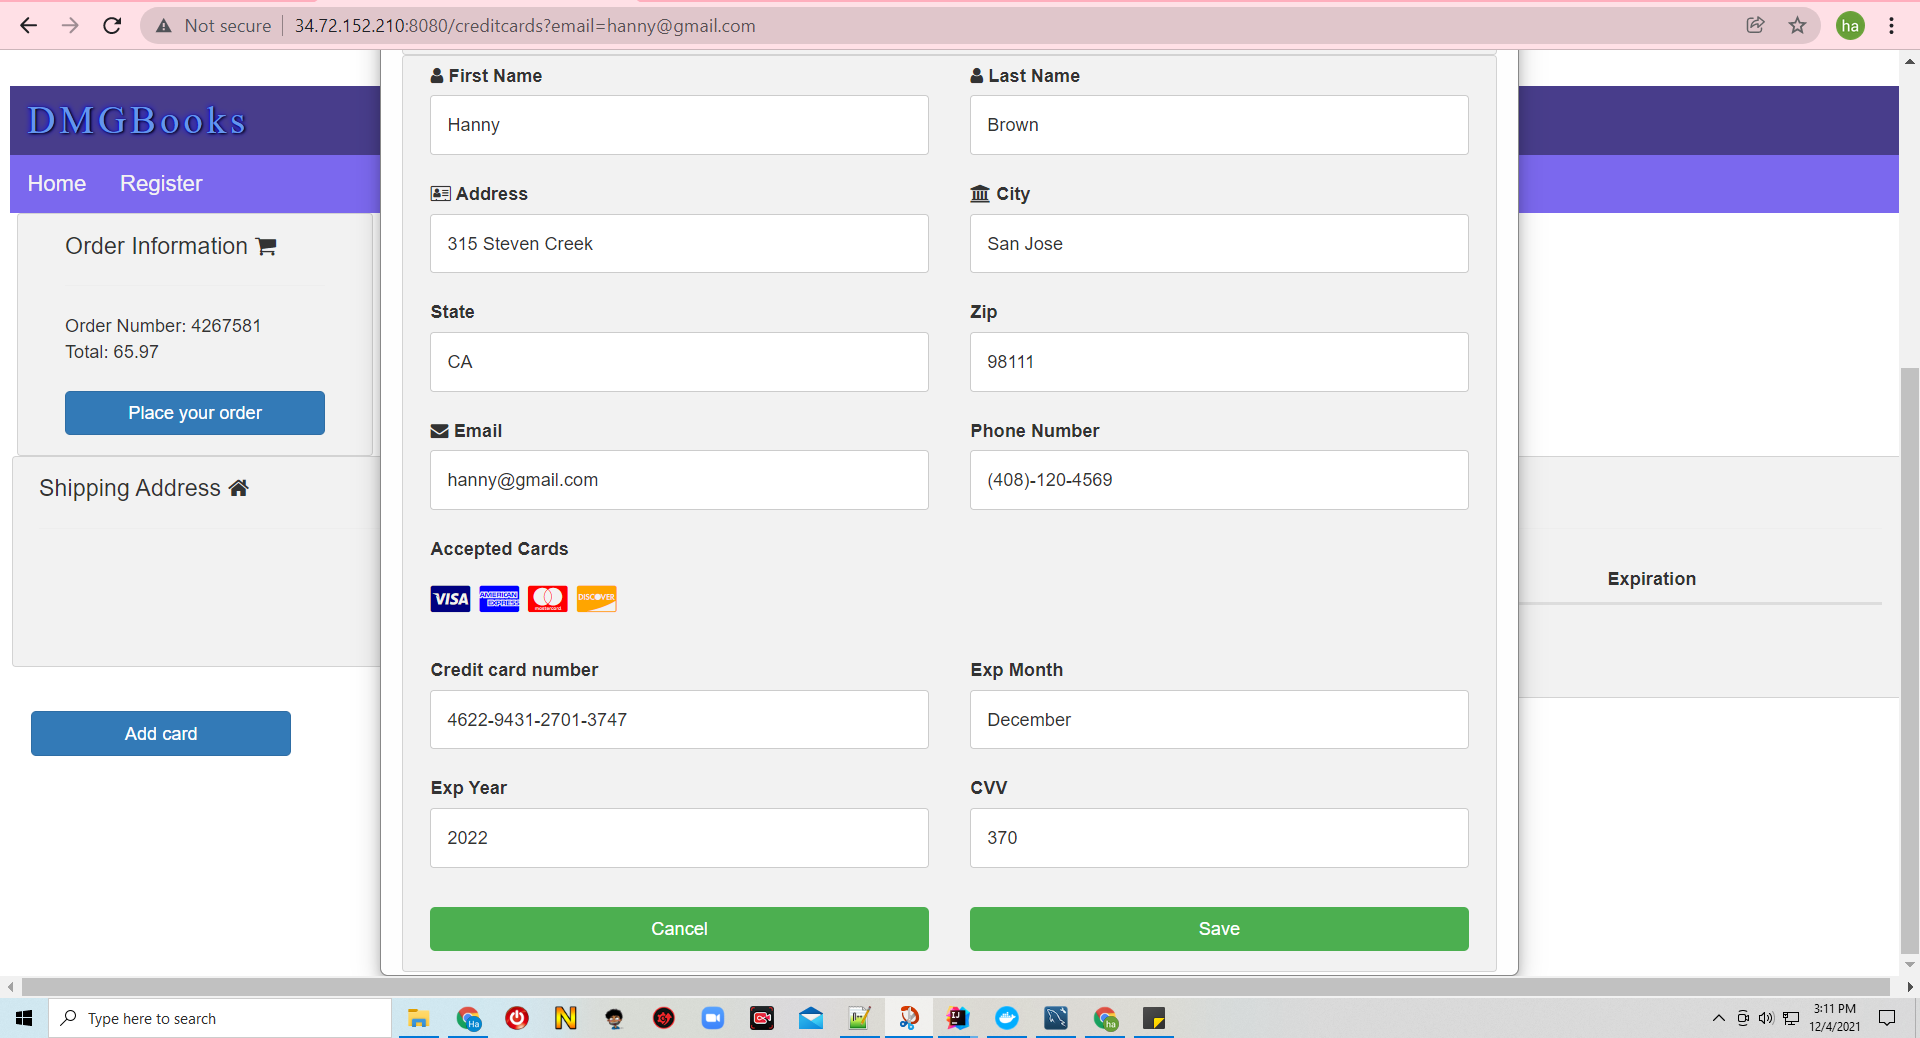 Not secure 34.72.152.210:8080/creditcards?email=hanny@gmail.com ha
DMGBooks
Home Register
Order Information
Order Number: 4267581
Total: 65.97
Place your order
Shipping Address
Add card
First Name Last Name
Hanny Brown
Address City
315 Steven Creek San Jose
State Zip
CA 98111
Email Phone Number
hanny@gmail.com (408)-120-4569
Accepted Cards
VISA AMERICAN EXPRESS mastercard DISCOVER
Credit card number Exp Month
4622-9431-2701-3747 December
Exp Year CVV
2022 370
Cancel Save
Expiration
Type here to search
3:11 PM
12/4/2021